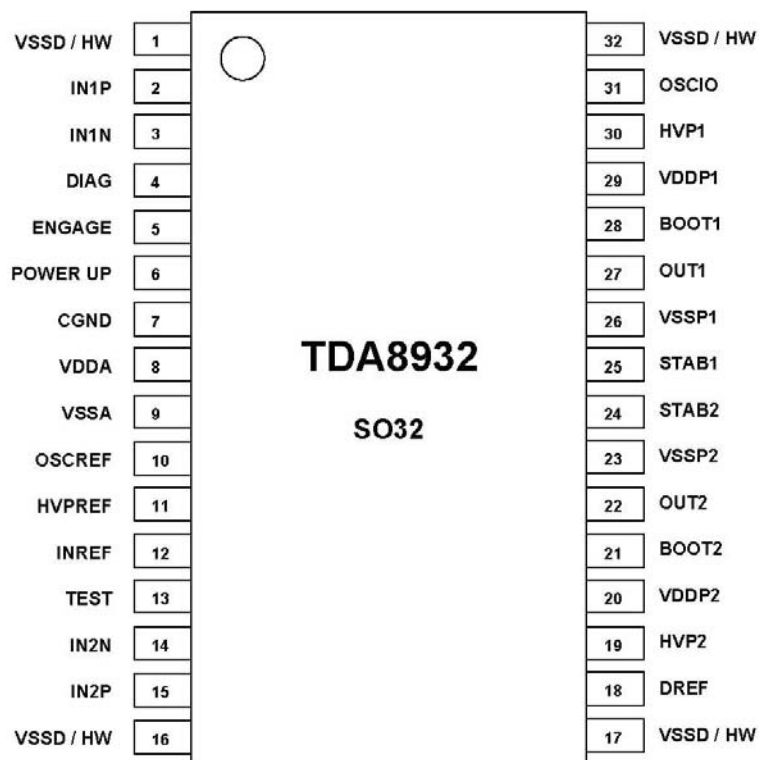 VSSD / HW 1 32 VSSD / HW
IN1P 2 31 OSCIO
IN1N 3 30 HVP1
DIAG 4 29 VDDP1
ENGAGE 5 28 BOOT1
POWER UP 6 27 OUT1
CGND 7 26 VSSP1
VDDA 8 25 STAB1
TDA8932
VSSA 9 24 STAB2
SO32
OSCREF 10 23 VSSP2
HVPREF 11 22 OUT2
INREF 12 21 BOOT2
TEST 13 20 VDDP2
IN2N 14 19 HVP2
IN2P 15 18 DREF
VSSD / HW 16 17 VSSD / HW